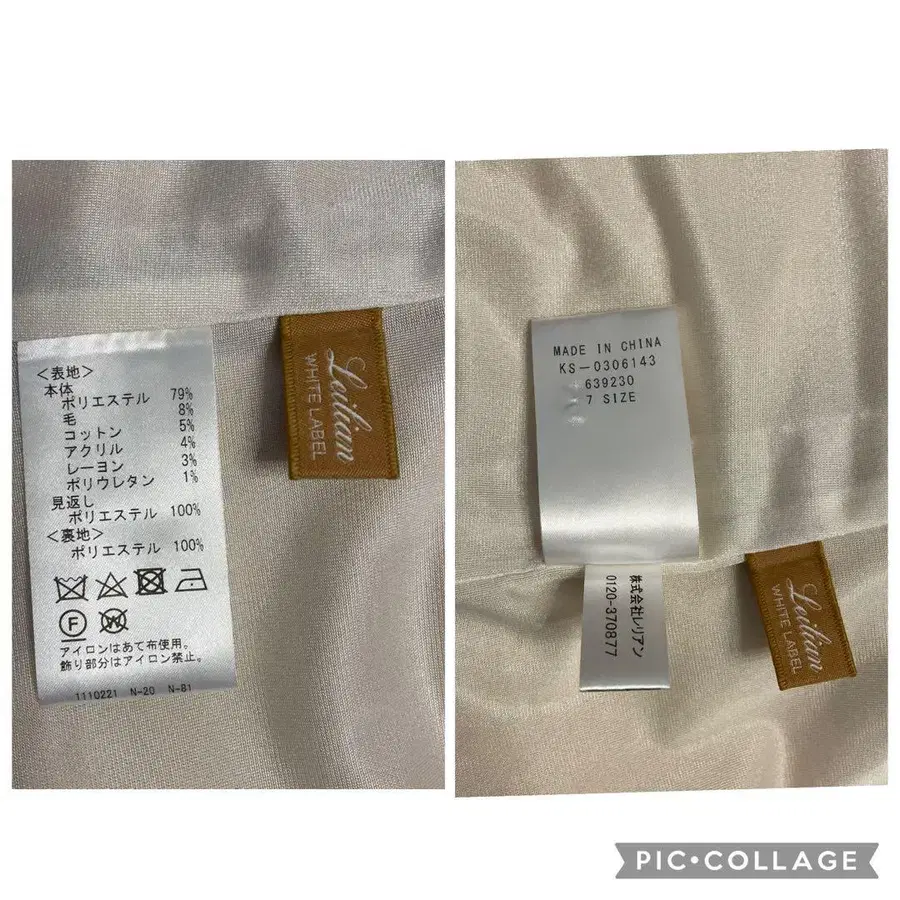 <表地>
本体
ポリエステル 79%
毛 8%
コットン 5%
アクリル 4%
レーヨン 3%
ポリウレタン 1%
見返し
ポリエステル 100%
<裏地>
ポリエステル 100%
F
W
アイロンはあて布使用。
飾り部分はアイロン禁止。
1110221 N-20 N-81
Leilian
WHITE LABEL
MADE IN CHINA
KS-0306143
639230
7 SIZE
株式会社レリアン
0120-370877
Leilian
WHITE LABEL
PIC•COLLAGE